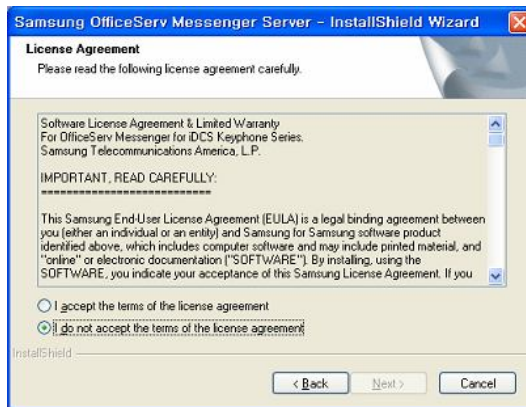 Samsung OfficeServ Messenger Server - InstallShield Wizard
License Agreement
Please read the following license agreement carefully.
Software License Agreement & Limited Warranty
For OfficeServ Messenger for iDCS Keyphone Series.
Samsung Telecommunications America, L.P.
IMPORTANT, READ CAREFULLY:
===========================
This Samsung End-User License Agreement (EULA) is a legal binding agreement between
you (either an individual or an entity) and Samsung for Samsung software product
identified above, which includes computer software and may include printed material, and
"online" or electronic documentation ("SOFTWARE"). By installing, using the
SOFTWARE, you indicate your acceptance of this Samsung License Agreement. If you
I accept the terms of the license agreement
I do not accept the terms of the license agreement
InstallShield
< Back Next > Cancel